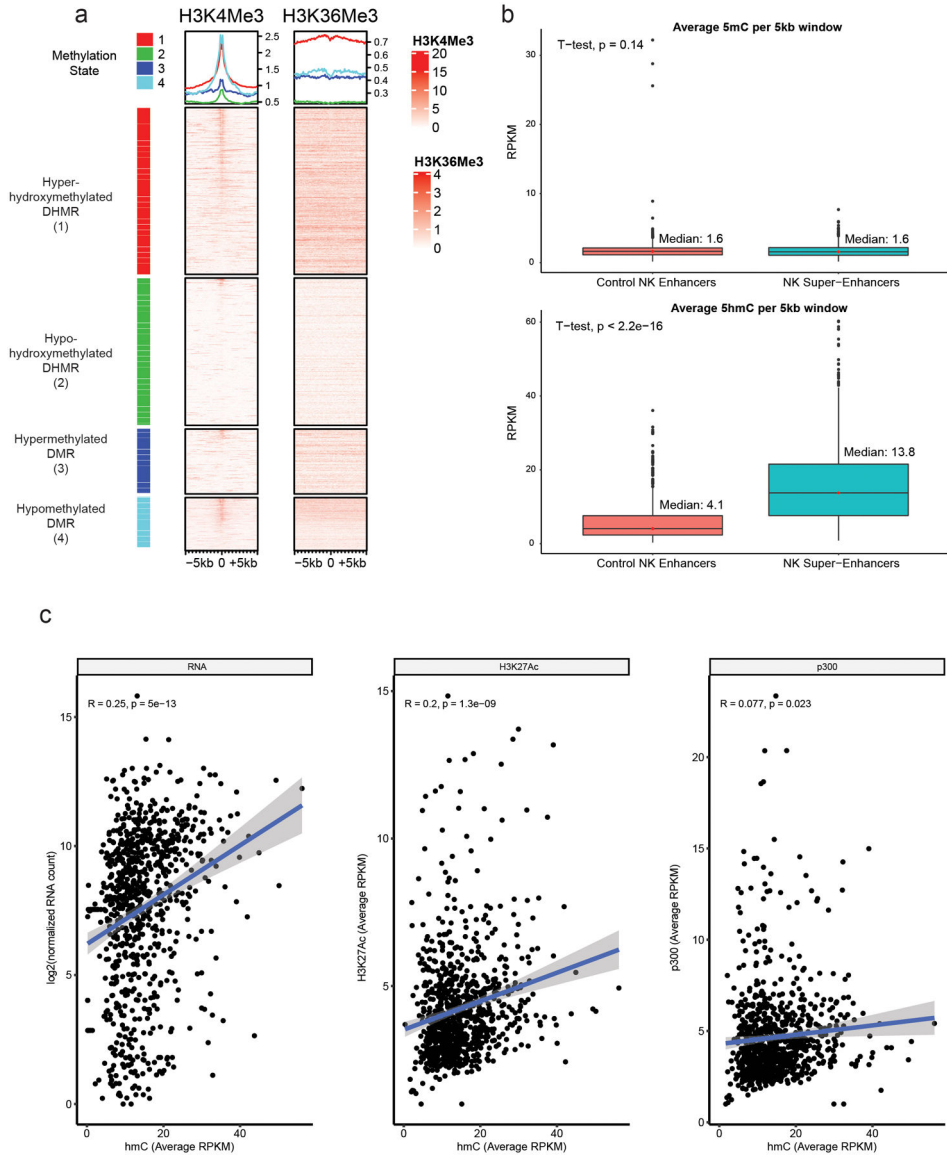 a
H3K4Me3 H3K36Me3
Methylation
State
1
2
3
4
2.5
2
1.5
1
0.5
0.7
0.6
0.5
0.4
0.3
H3K4Me3
20
15
10
5
0
H3K36Me3
4
3
2
1
0
Hyper-
hydroxymethylated
DHMR
(1)
Hypo-
hydroxymethylated
DHMR
(2)
Hypermethylated
DMR
(3)
Hypomethylated
DMR
(4)
−5kb 0 +5kb
−5kb 0 +5kb
b
Average 5mC per 5kb window
T−test, p = 0.14
RPKM
30
20
10
0
Median: 1.6
Median: 1.6
Control NK Enhancers
NK Super−Enhancers
Average 5hmC per 5kb window
T−test, p < 2.2e−16
RPKM
60
40
20
0
Median: 4.1
Median: 13.8
Control NK Enhancers
NK Super−Enhancers
c
RNA
R = 0.25, p = 5e−13
log2(normalized RNA count)
15
10
5
0
0 20 40
hmC (Average RPKM)
H3K27Ac
R = 0.2, p = 1.3e−09
H3K27Ac (Average RPKM)
15
10
5
0 20 40
hmC (Average RPKM)
p300
R = 0.077, p = 0.023
p300 (Average RPKM)
20
15
10
5
0
0 20 40
hmC (Average RPKM)